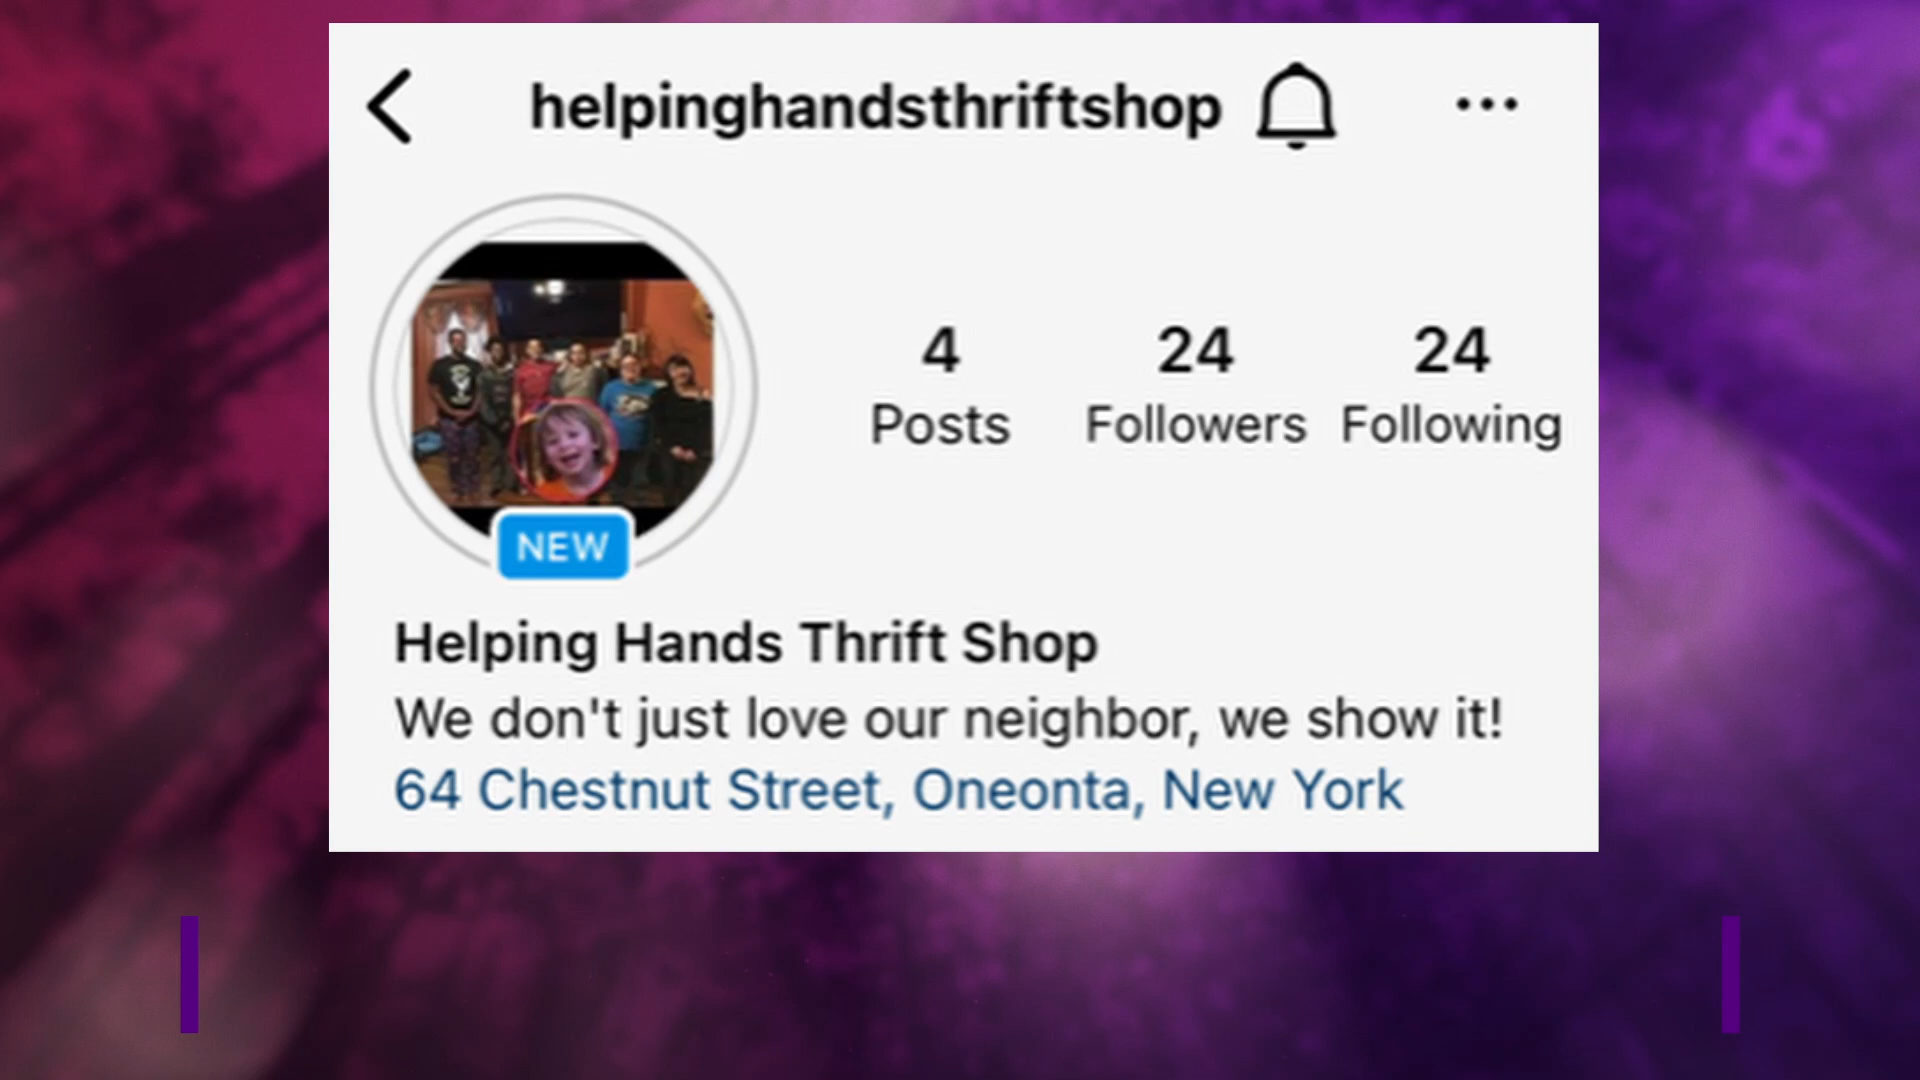 helpinghandsthriftshop
4 24 24
Posts Followers Following
NEW
Helping Hands Thrift Shop
We don't just love our neighbor, we show it!
64 Chestnut Street, Oneonta, New York